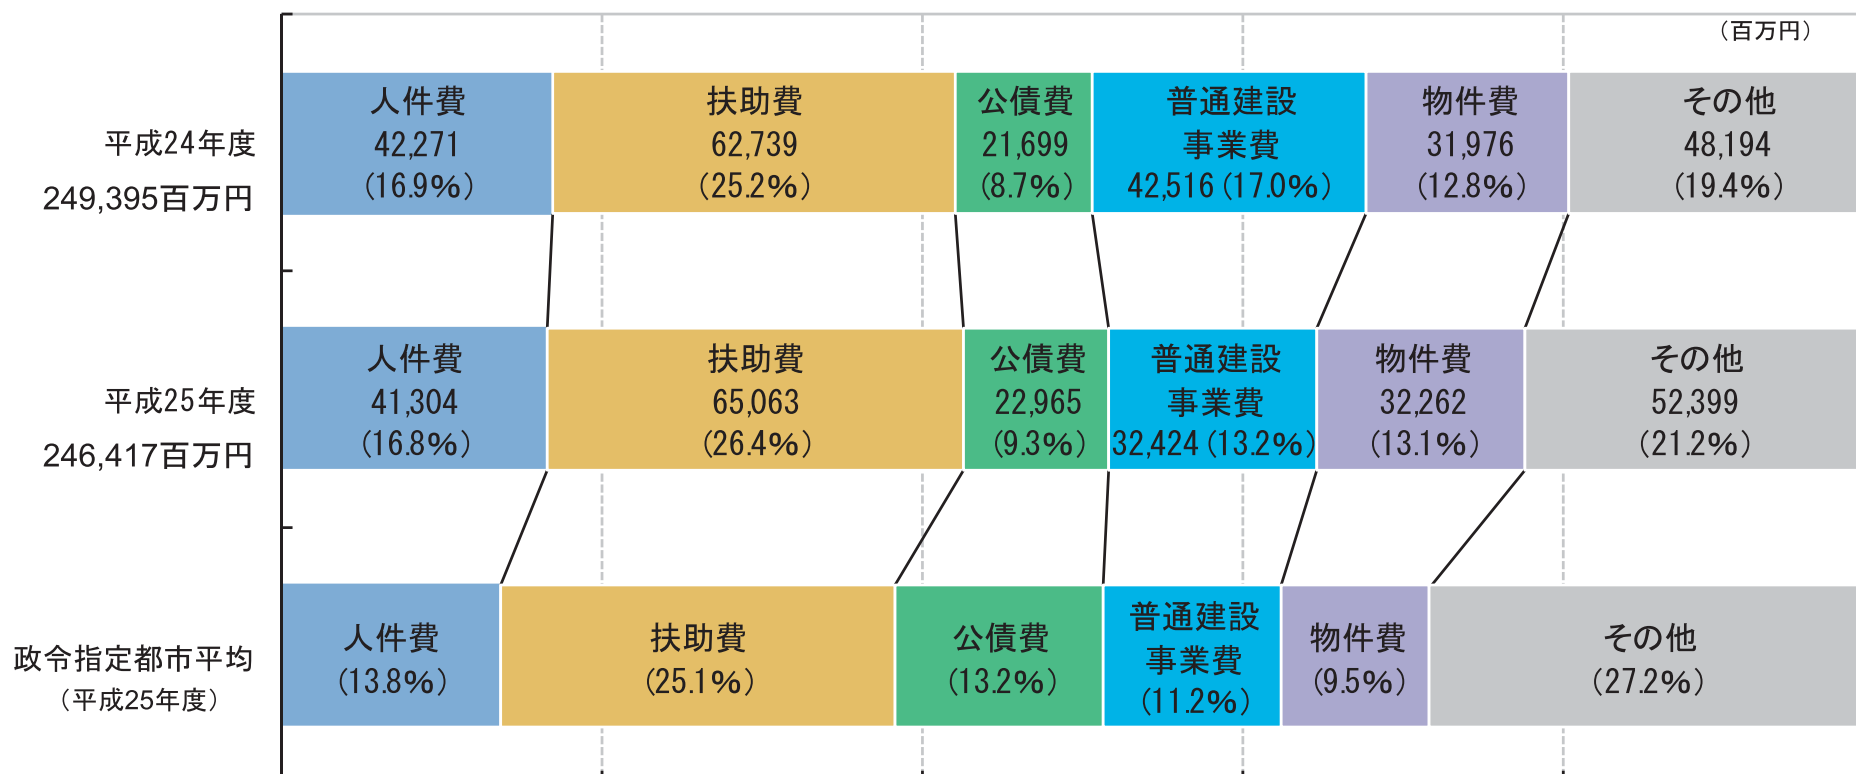 （百万円）
平成24年度
249,395百万円
人件費
42,271
（16.9％）
扶助費
62,739
（25.2％）
公債費
21,699
（8.7％）
普通建設
事業費
42,516（17.0％）
物件費
31,976
（12.8％）
その他
48,194
（19.4％）
平成25年度
246,417百万円
人件費
41,304
（16.8％）
扶助費
65,063
（26.4％）
公債費
22,965
（9.3％）
普通建設
事業費
32,424（13.2％）
物件費
32,262
（13.1％）
その他
52,399
（21.2％）
政令指定都市平均
（平成25年度）
人件費
（13.8％）
扶助費
（25.1％）
公債費
（13.2％）
普通建設
事業費
（11.2％）
物件費
（9.5％）
その他
（27.2％）